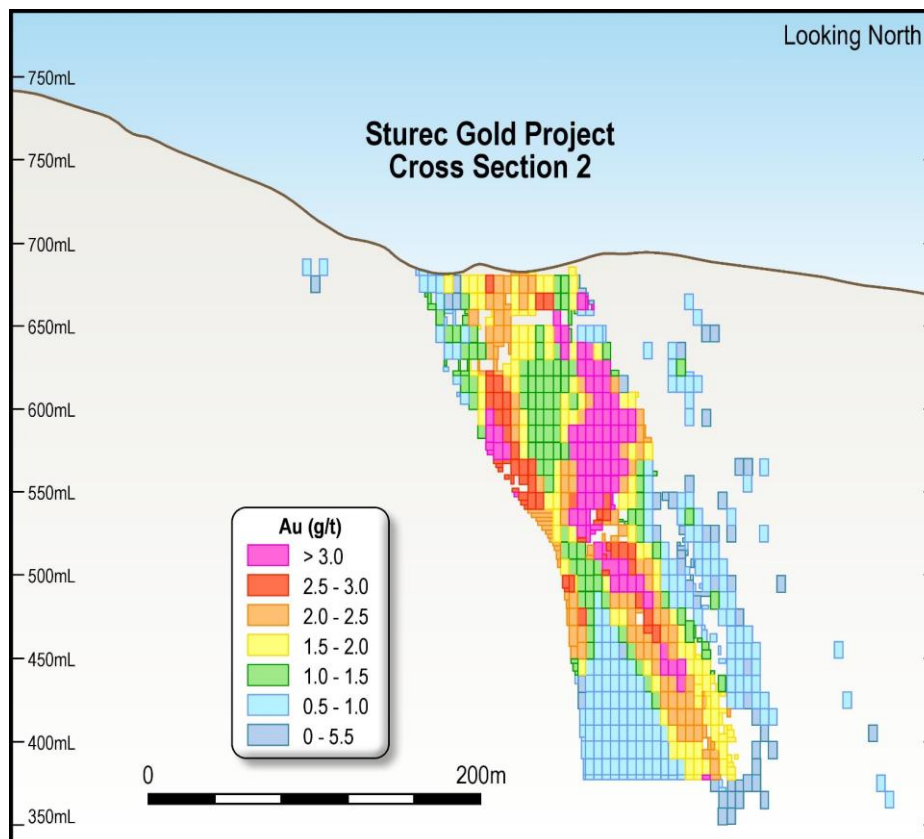 Looking North
750mL
Sturec Gold Project
Cross Section 2
750mL
700mL
650mL
600mL
550mL
500mL
450mL
400mL
350mL
Au (g/t)
> 3.0
2.5 - 3.0
2.0 - 2.5
1.5 - 2.0
1.0 - 1.5
0.5 - 1.0
0 - 5.5
0
200m